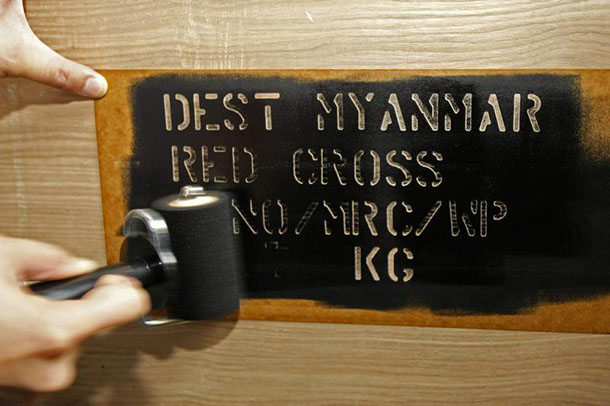 DEST MYANMAR
RED CROSS
NO/MRC/WP
KG